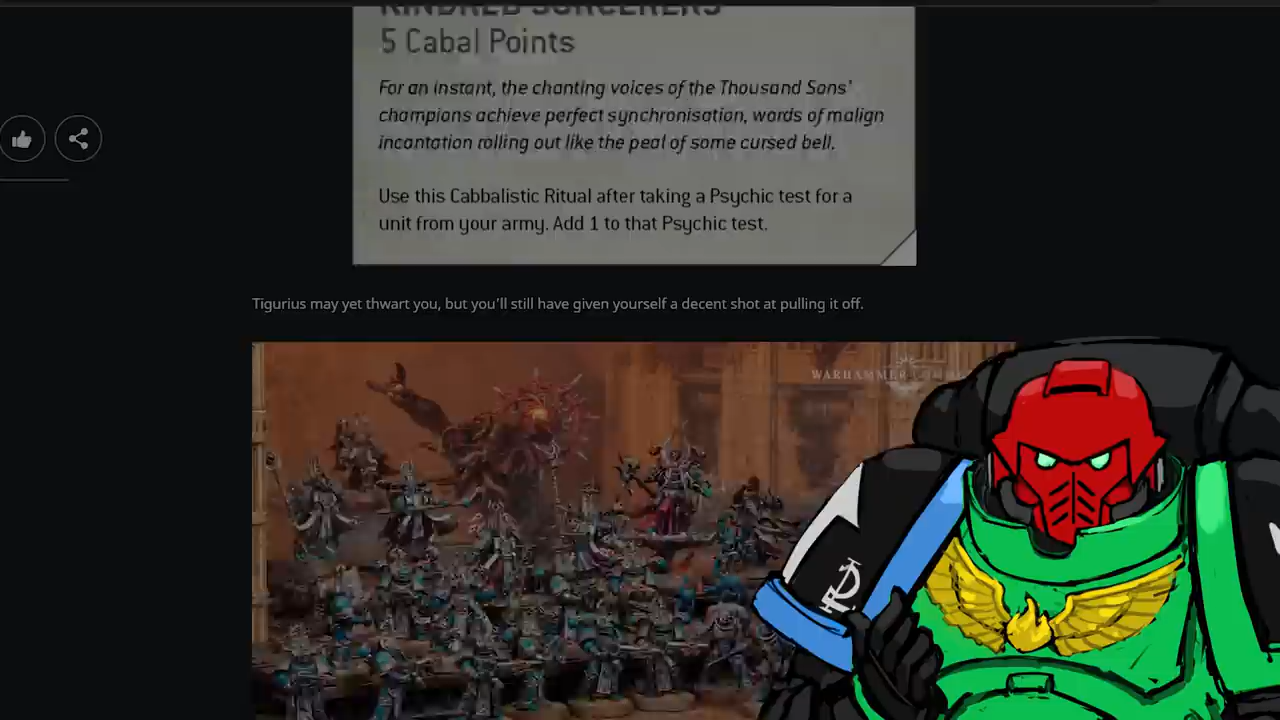 KINDRED SORCERERS
5 Cabal Points
For an instant, the chanting voices of the Thousand Sons'
champions achieve perfect synchronisation, words of malign
incantation rolling out like the peal of some cursed bell.
Use this Cabbalistic Ritual after taking a Psychic test for a
unit from your army. Add 1 to that Psychic test.
Tigurius may yet thwart you, but you'll still have given yourself a decent shot at pulling it off.
WARHAMMER